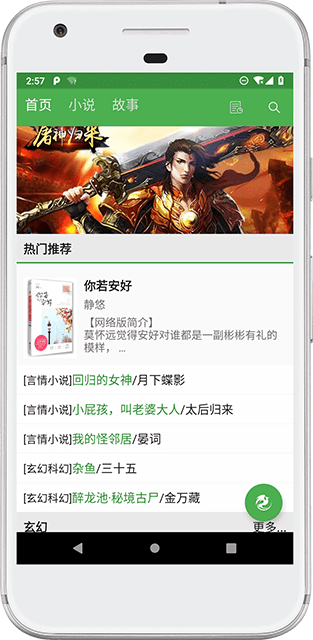 2:57
首页 小说 故事
屠神归来
热门推荐
你若安好
静悠
【网络版简介】
莫怀远觉得安好对谁都是一副彬彬有礼的
模样， ...
[言情小说]回归的女神/月下蝶影
[言情小说]小屁孩，叫老婆大人/太后归来
[言情小说]我的怪邻居/晏词
[玄幻科幻]杂鱼/三十五
[玄幻科幻]醉龙池·秘境古尸/金万藏
玄幻 更多...